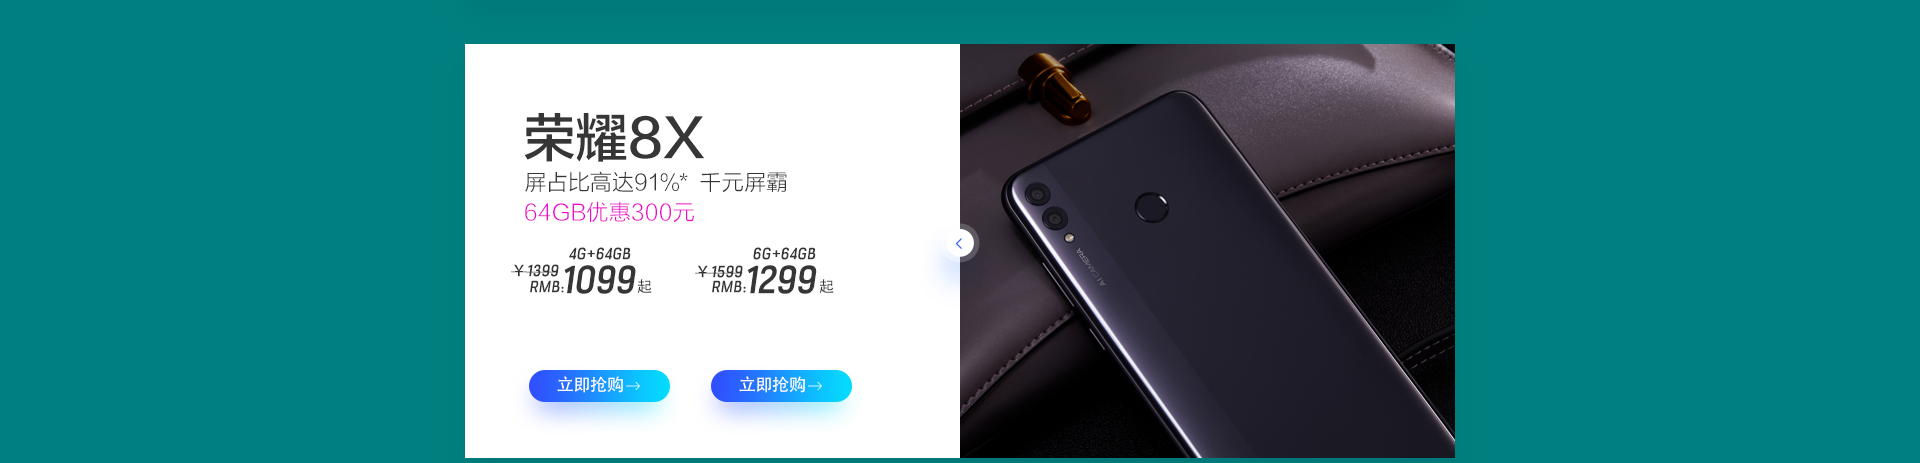 荣耀8X
屏占比高达91%* 千元屏霸
64GB优惠300元
4G+64GB
￥1399 RMB:1099起
6G+64GB
￥1599 RMB:1299起
立即抢购→
立即抢购→
AI CAMERA